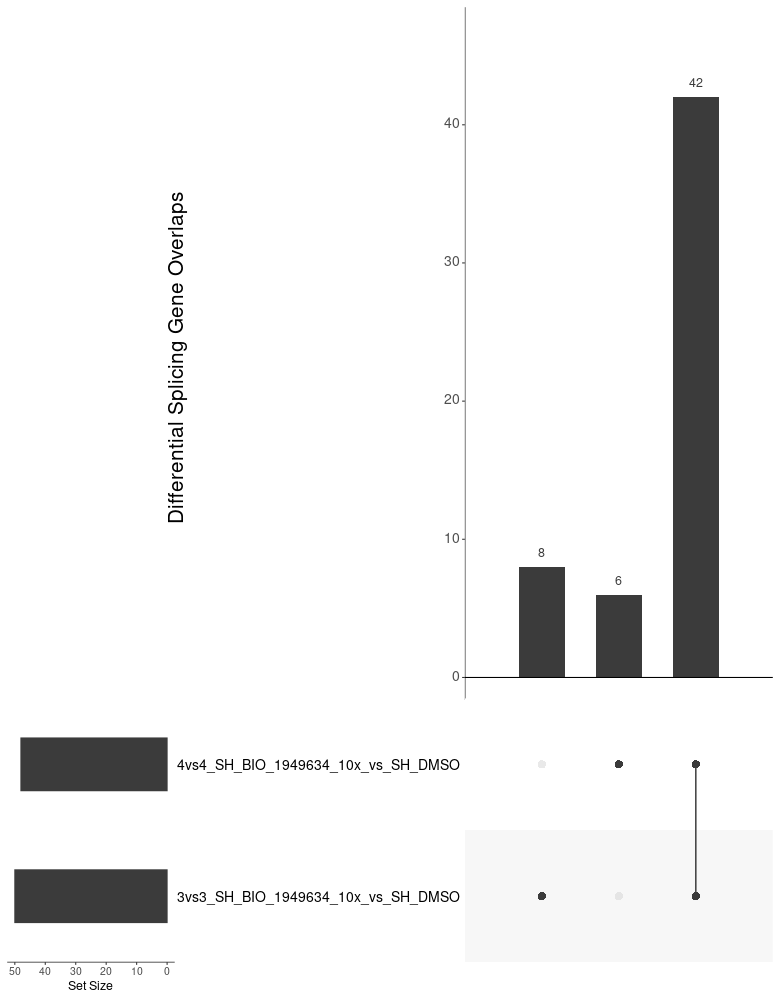 Differential Splicing Gene Overlaps
42
40
30
20
10
8
6
0
4vs4_SH_BIO_1949634_10x_vs_SH_DMSO
3vs3_SH_BIO_1949634_10x_vs_SH_DMSO
50 40 30 20 10 0
Set Size